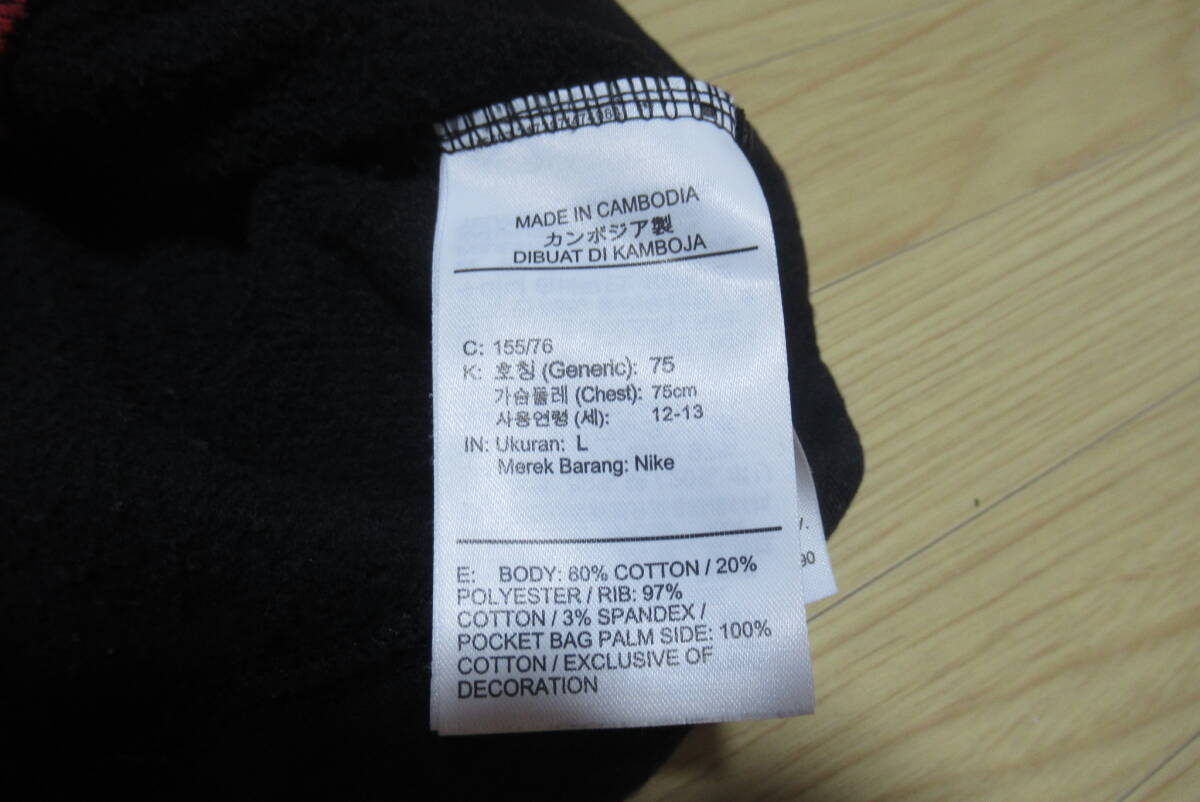 MADE IN CAMBODIA
カンボジア製
DIBUAT DI KAMBOJA
C: 155/76
K: 호칭 (Generic): 75
가슴둘레 (Chest): 75cm
사용연령 (세): 12-13
IN: Ukuran: L
Merek Barang: Nike
E: BODY: 80% COTTON / 20%
POLYESTER / RIB: 97%
COTTON / 3% SPANDEX /
POCKET BAG PALM SIDE: 100%
COTTON / EXCLUSIVE OF
DECORATION
90